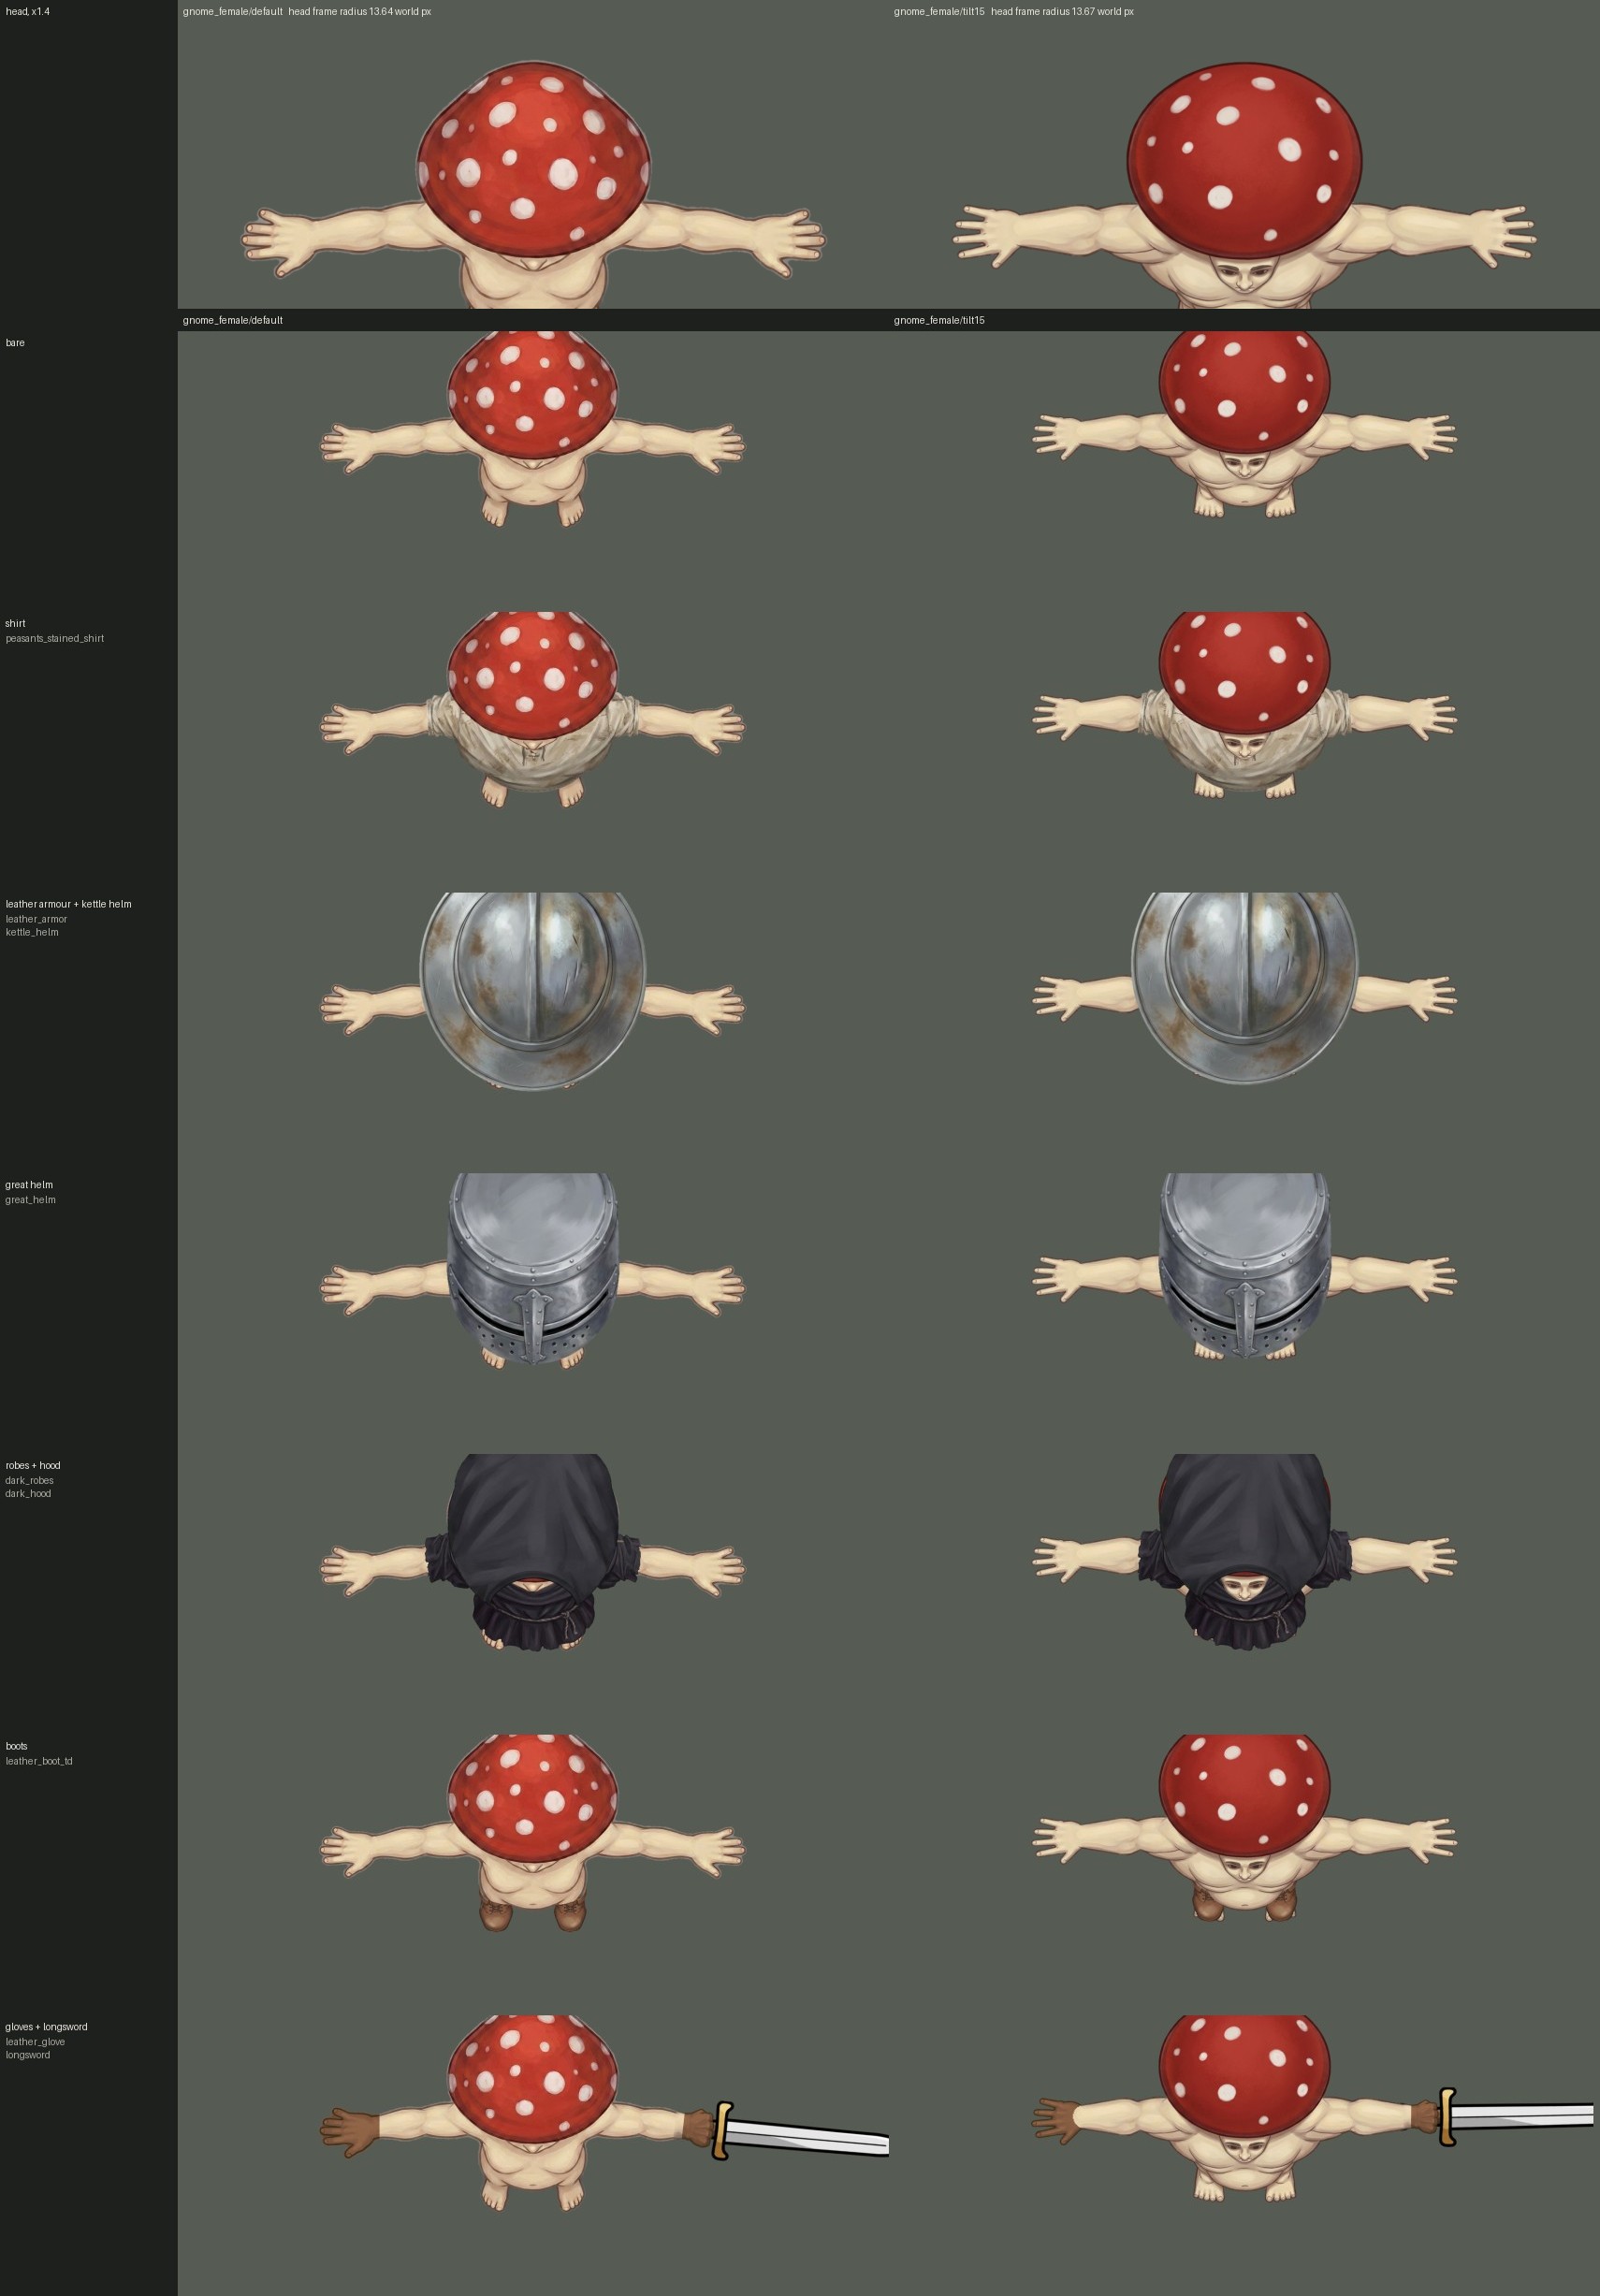 head, x1.4
gnome_female/default head frame radius 13.64 world px
gnome_female/tilt15 head frame radius 13.67 world px
gnome_female/default
gnome_female/tilt15
bare
shirt
peasants_stained_shirt
leather armour + kettle helm
leather_armor
kettle_helm
great helm
great_helm
robes + hood
dark_robes
dark_hood
boots
leather_boot_td
gloves + longsword
leather_glove
longsword